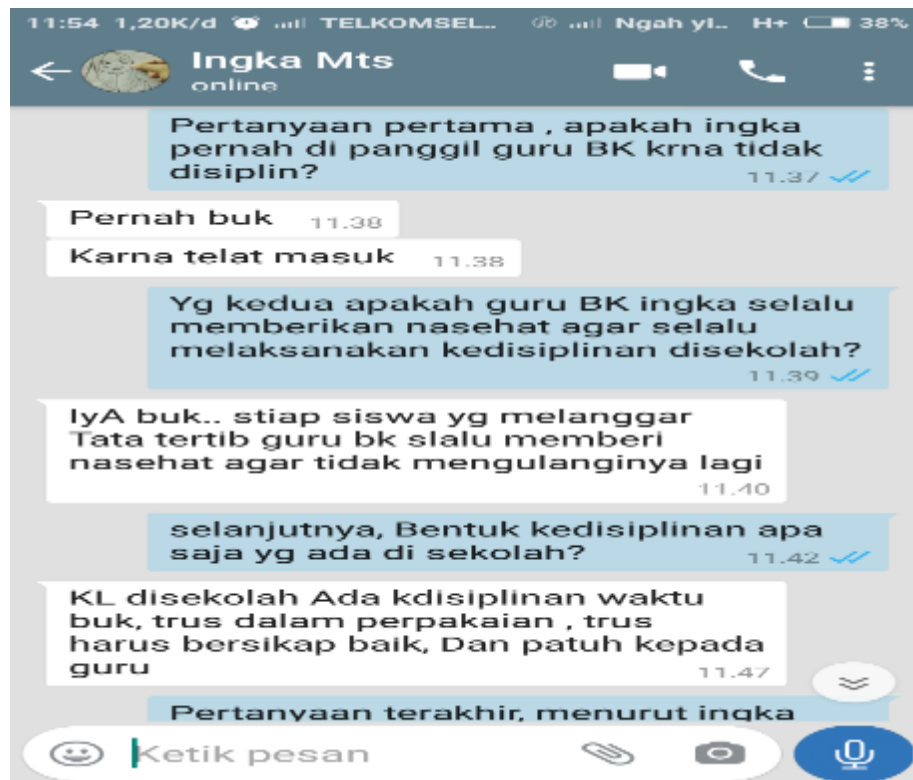 11:54 1,20K/d TELKOMSEL.. Ngah yl.. H+ 38%
Ingka Mts
online
Pertanyaan pertama , apakah ingka
pernah di panggil guru BK krna tidak
disiplin?
11.37
Pernah buk 11.38
Karna telat masuk 11.38
Yg kedua apakah guru BK ingka selalu
memberikan nasehat agar selalu
melaksanakan kedisiplinan disekolah?
11.39
IyA buk.. stiap siswa yg melanggar
Tata tertib guru bk slalu memberi
nasehat agar tidak mengulanginya lagi
11.40
selanjutnya, Bentuk kedisiplinan apa
saja yg ada di sekolah?
11.42
KL disekolah Ada kdisiplinan waktu
buk, trus dalam perpakaian , trus
harus bersikap baik, Dan patuh kepada
guru
11.47
Pertanyaan terakhir, menurut ingka
Ketik pesan